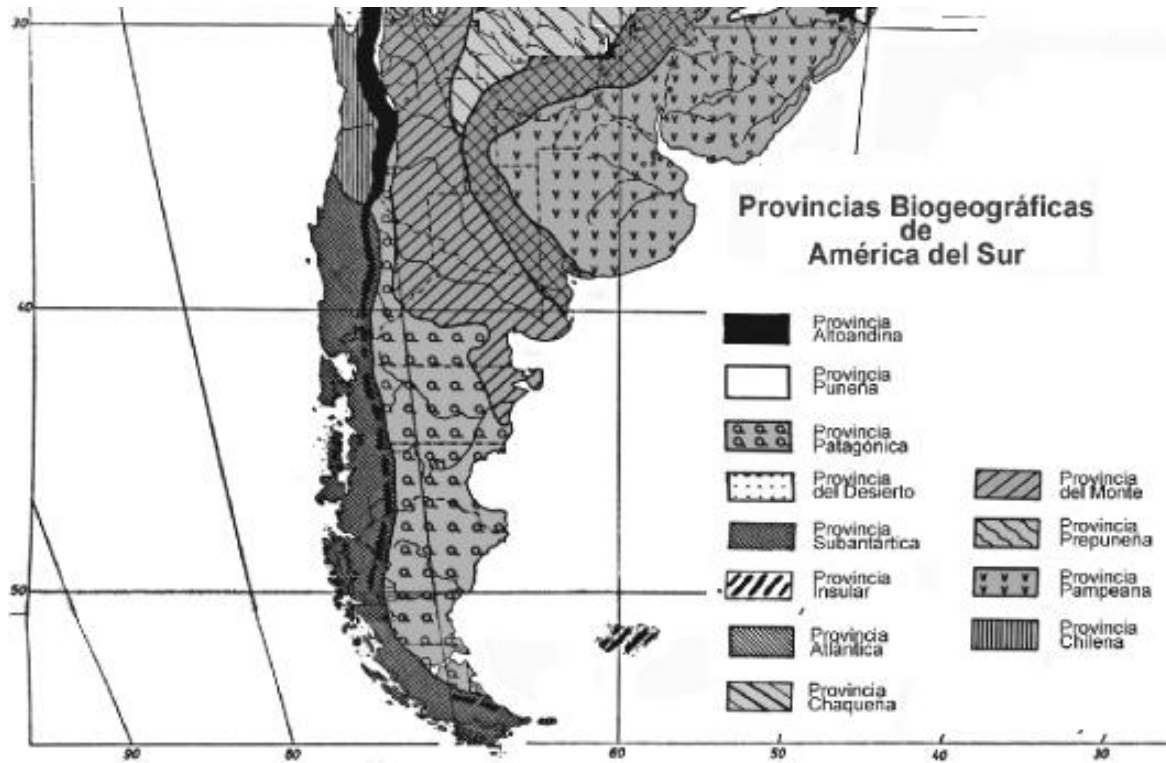 30
Provincias Biogeográficas
de
América del Sur
40
Provincia
Altoandina
Provincia
Puneña
Provincia
Patagónica
Provincia
del Desierto
Provincia
del Monte
Provincia
Subantártica
Provincia
Prepuneña
50
Provincia
Insular
Provincia
Pampeana
Provincia
Atlántica
Provincia
Chilena
Provincia
Chaqueña
90
80
60
50
40
30